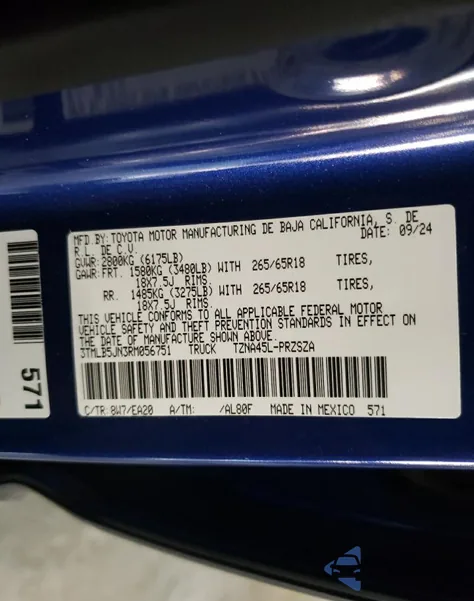 MFD.BY:TOYOTA MOTOR MANUFACTURING DE BAJA CALIFORNIA, S. DE
R.L. DE C.V. DATE: 09/24
GVWR:2800KG (6175LB)
GAWR:FRT. 1580KG (3480LB) WITH 265/65R18 TIRES,
18X7.5J RIMS,
RR. 1485KG (3275LB) WITH 265/65R18 TIRES,
18X7.5J RIMS.
THIS VEHICLE CONFORMS TO ALL APPLICABLE FEDERAL MOTOR
VEHICLE SAFETY AND THEFT PREVENTION STANDARDS IN EFFECT ON
THE DATE OF MANUFACTURE SHOWN ABOVE.
3TMLB5JN3RM056751 TRUCK TZNA45L-PRZSZA
C/TR:8W7/EA20 A/TM: /AL80F MADE IN MEXICO 571
571